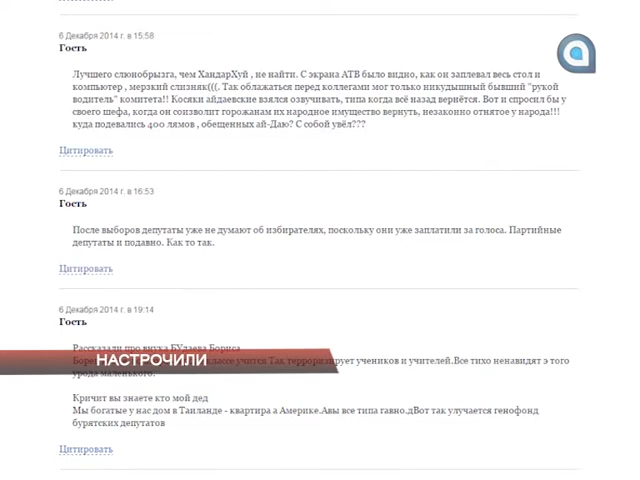 6 Декабря 2014 г. в 15:58
Гость
Лучшего слюнобрызга, чем ХандарХуй , не найти. С экрана АТВ было видно, как он заплевал весь стол и
компьютер , мерзкий слизняк(((. Так облажаться перед коллегами мог только никудышный бывший "рукой
водитель" комитета!! Косяки айдаевские взялся озвучивать, типа когда всё назад вернётся. Вот и спросил бы у
своего шефа, когда он соизволит горожанам их народное имущество вернуть, незаконно отнятое у народа!!!
куда подевались 400 лямов , обещенных ай-Даю? С собой увёл???
Цитировать
6 Декабря 2014 г. в 16:53
Гость
После выборов депутаты уже не думают об избирателях, поскольку они уже заплатили за голоса. Партийные
депутаты и подавно. Как то так.
Цитировать
6 Декабря 2014 г. в 19:14
Гость
Рассказали про внука БУдаева Бориса
НАСТРОЧИЛИ
классе учится Так терроризирует учеников и учителей.Все тихо ненавидят э того
урода маленького.
Кричит вы знаете кто мой дед
Мы богатые у нас дом в Таиланде - квартира а Америке.Авы все типа гавно.дВот так улучается генофонд
бурятских депутатов
Цитировать